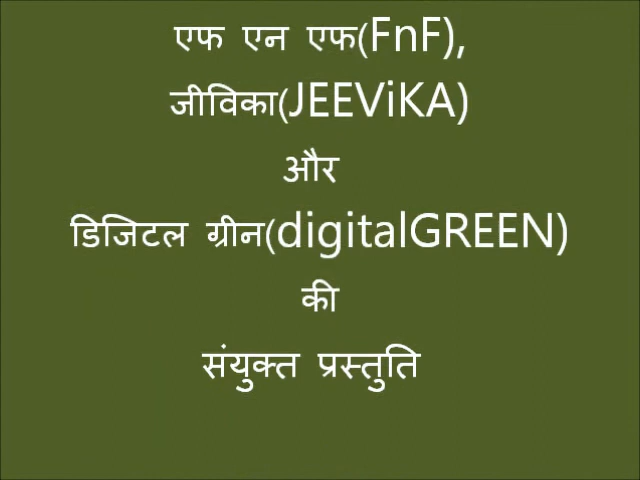 एफ एन एफ(FnF),
जीविका(JEEViKA)
और
डिजिटल ग्रीन(digitalGREEN)
की
संयुक्त प्रस्तुति